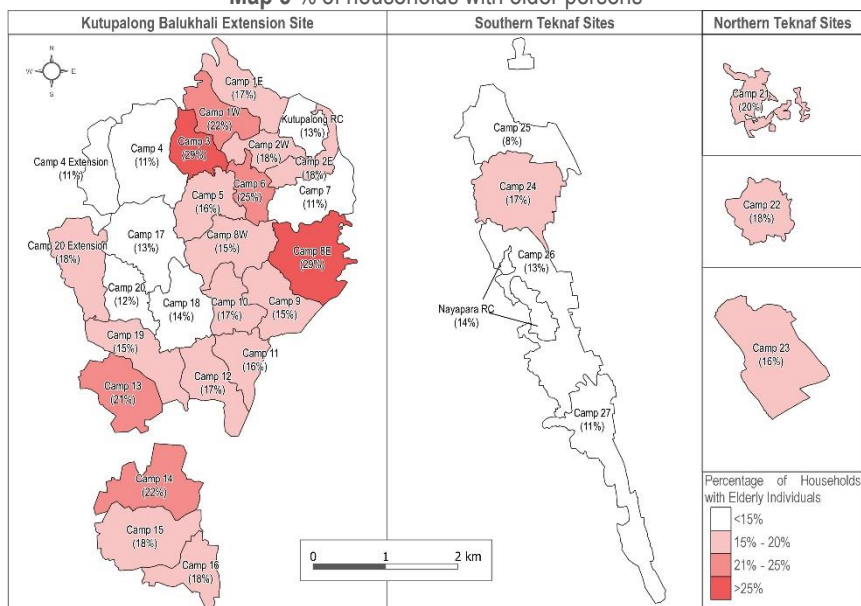 Map 6 % of households with older persons
Kutupalong Balukhali Extension Site
Southern Teknaf Sites
Northern Teknaf Sites
N
W
E
S
Camp 1E
(17%)
Camp 1W
(22%)
Kutupalong RC
(13%)
Camp 4
(11%)
Camp 3
(29%)
Camp 2W
(18%)
Camp 2E
(18%)
Camp 4 Extension
(11%)
Camp 6
(25%)
Camp 7
(11%)
Camp 5
(16%)
Camp 17
(13%)
Camp 8W
(15%)
Camp 8E
(29%)
Camp 20 Extension
(18%)
Camp 20
(12%)
Camp 18
(14%)
Camp 10
(17%)
Camp 9
(15%)
Camp 19
(15%)
Camp 11
(16%)
Camp 12
(17%)
Camp 13
(21%)
Camp 14
(22%)
Camp 15
(18%)
Camp 16
(18%)
Camp 25
(8%)
Camp 24
(17%)
Camp 26
(13%)
Nayapara RC
(14%)
Camp 27
(11%)
0 1 2 km
Camp 21
(20%)
Camp 22
(18%)
Camp 23
(16%)
Percentage of Households
with Elderly Individuals
<15%
15% - 20%
21% - 25%
>25%